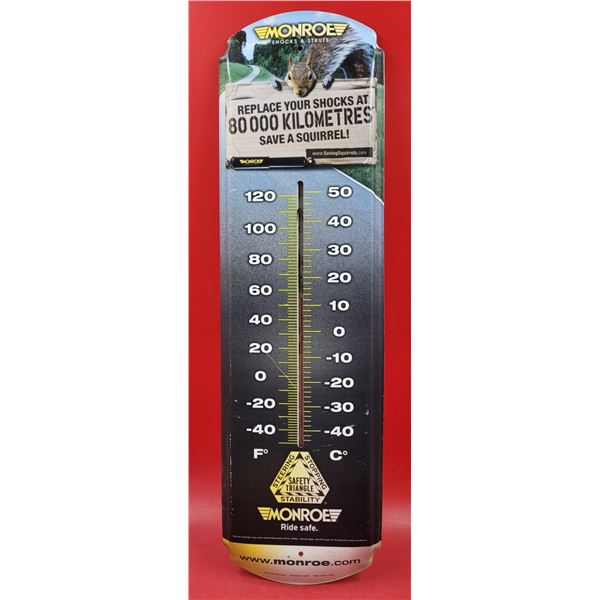 MONROE
SHOCKS & STRUTS
REPLACE YOUR SHOCKS AT
80 000 KILOMETRES
SAVE A SQUIRREL!
www.SavingSquirrels.com
MONROE
120 50
100 40
80 30
60 20
40 10
20 0
0 -10
-20 -20
-40 -30
-40
F° C°
STEERING STOPPING
SAFETY
TRIANGLE
STABILITY
MONROE
Ride safe.
www.monroe.com